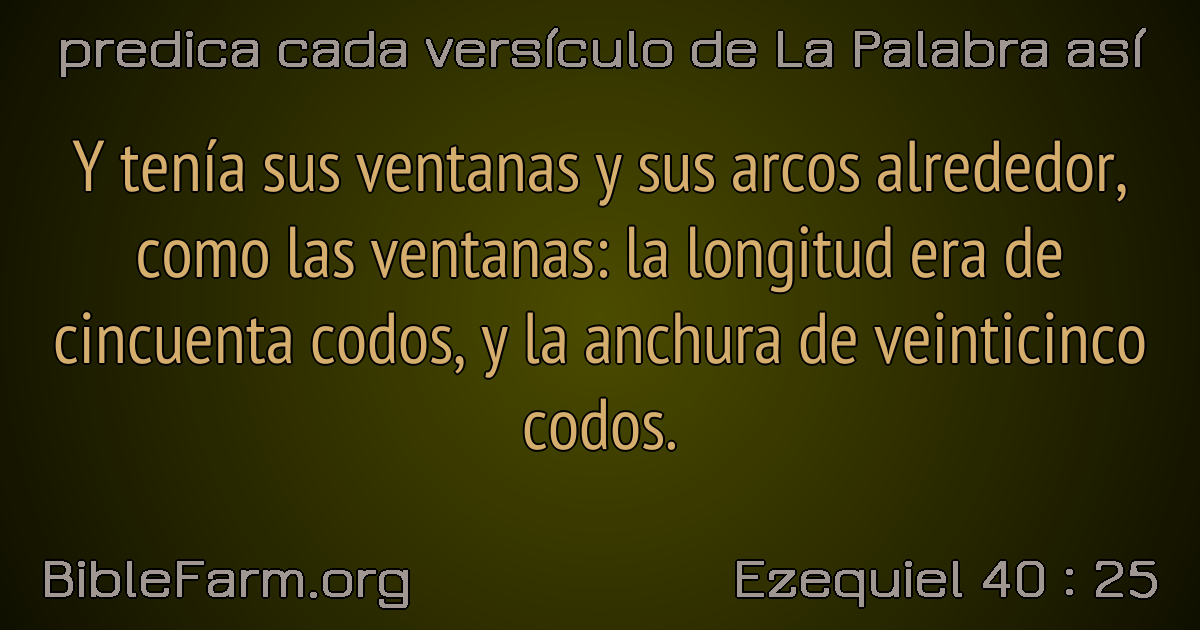 predica cada versículo de La Palabra así
Y tenía sus ventanas y sus arcos alrededor,
como las ventanas: la longitud era de
cincuenta codos, y la anchura de veinticinco
codos.
BibleFarm.org
Ezequiel 40 : 25